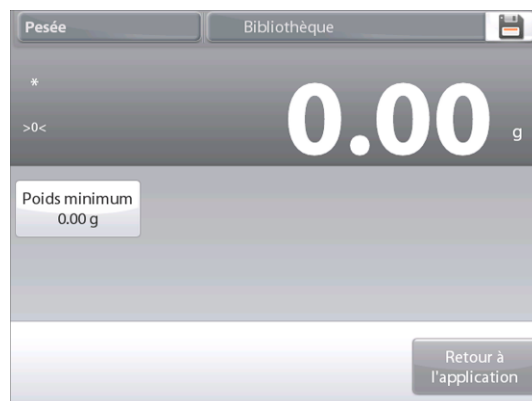 Pesée
Bibliothèque
*
>0<
0.00 g
Poids minimum
0.00 g
Retour à
l'application